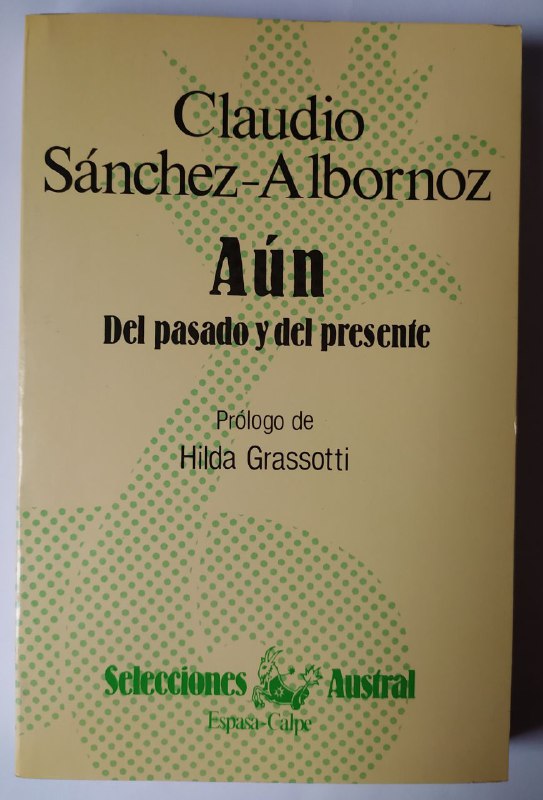 Claudio
Sánchez-Albornoz
Aún
Del pasado y del presente
Prólogo de
Hilda Grassotti
Selecciones Austral
Espasa-Calpe